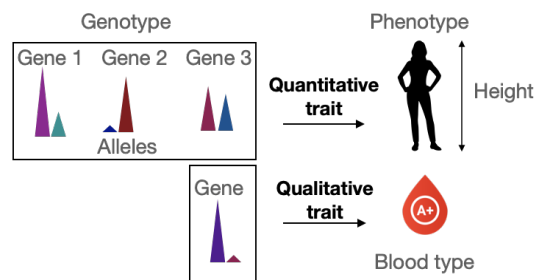 Genotype
Phenotype
Gene 1 Gene 2 Gene 3
Quantitative
trait
Height
Alleles
Gene
Qualitative
trait
A+
Blood type